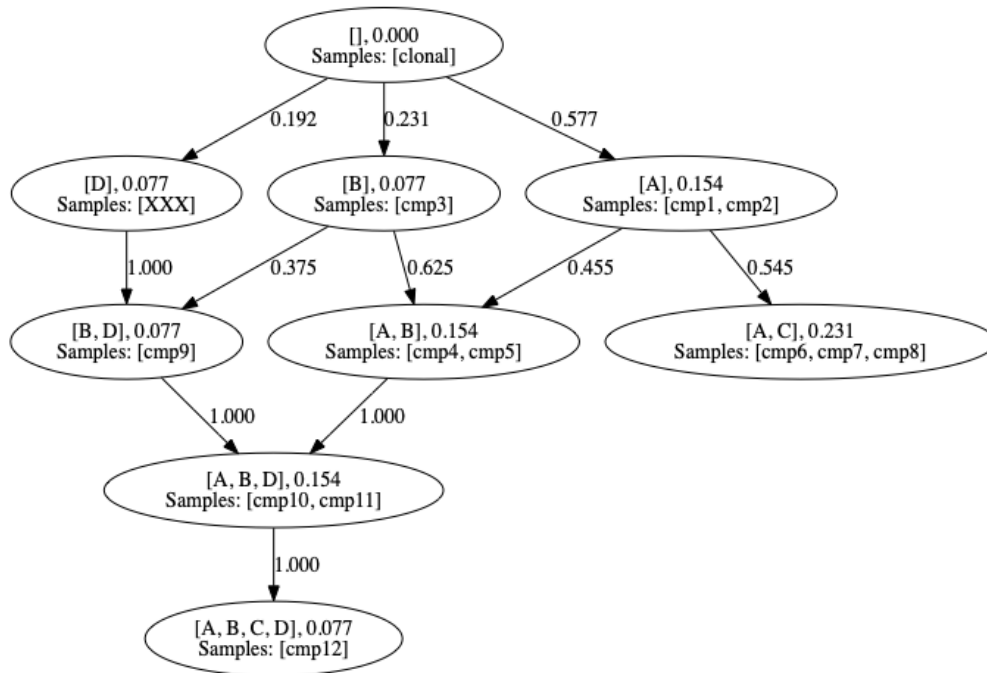 [], 0.000
Samples: [clonal]
0.192
0.231
0.577
[D], 0.077
Samples: [XXX]
[B], 0.077
Samples: [cmp3]
[A], 0.154
Samples: [cmp1, cmp2]
1.000
0.375
0.625
0.455
0.545
[B, D], 0.077
Samples: [cmp9]
[A, B], 0.154
Samples: [cmp4, cmp5]
[A, C], 0.231
Samples: [cmp6, cmp7, cmp8]
1.000
1.000
[A, B, D], 0.154
Samples: [cmp10, cmp11]
1.000
[A, B, C, D], 0.077
Samples: [cmp12]